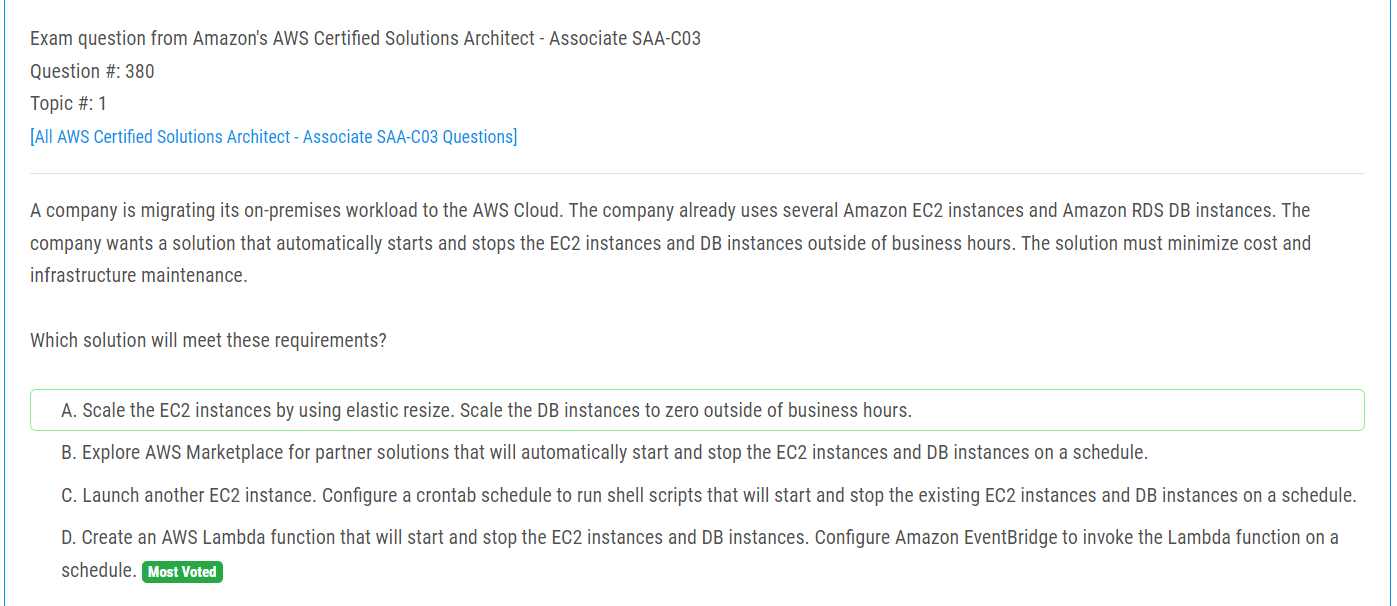 Exam question from Amazon's AWS Certified Solutions Architect - Associate SAA-C03
Question #: 380
Topic #: 1
[All AWS Certified Solutions Architect - Associate SAA-C03 Questions]
A company is migrating its on-premises workload to the AWS Cloud. The company already uses several Amazon EC2 instances and Amazon RDS DB instances. The
company wants a solution that automatically starts and stops the EC2 instances and DB instances outside of business hours. The solution must minimize cost and
infrastructure maintenance.
Which solution will meet these requirements?
A. Scale the EC2 instances by using elastic resize. Scale the DB instances to zero outside of business hours.
B. Explore AWS Marketplace for partner solutions that will automatically start and stop the EC2 instances and DB instances on a schedule.
C. Launch another EC2 instance. Configure a crontab schedule to run shell scripts that will start and stop the existing EC2 instances and DB instances on a schedule.
D. Create an AWS Lambda function that will start and stop the EC2 instances and DB instances. Configure Amazon EventBridge to invoke the Lambda function on a
schedule. Most Voted